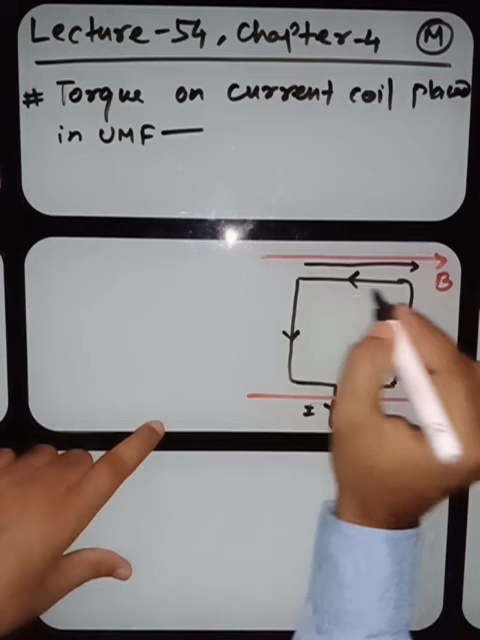 Lecture-54, Chapter-4 M
# Torque on current coil placed
in UMF —
B
I